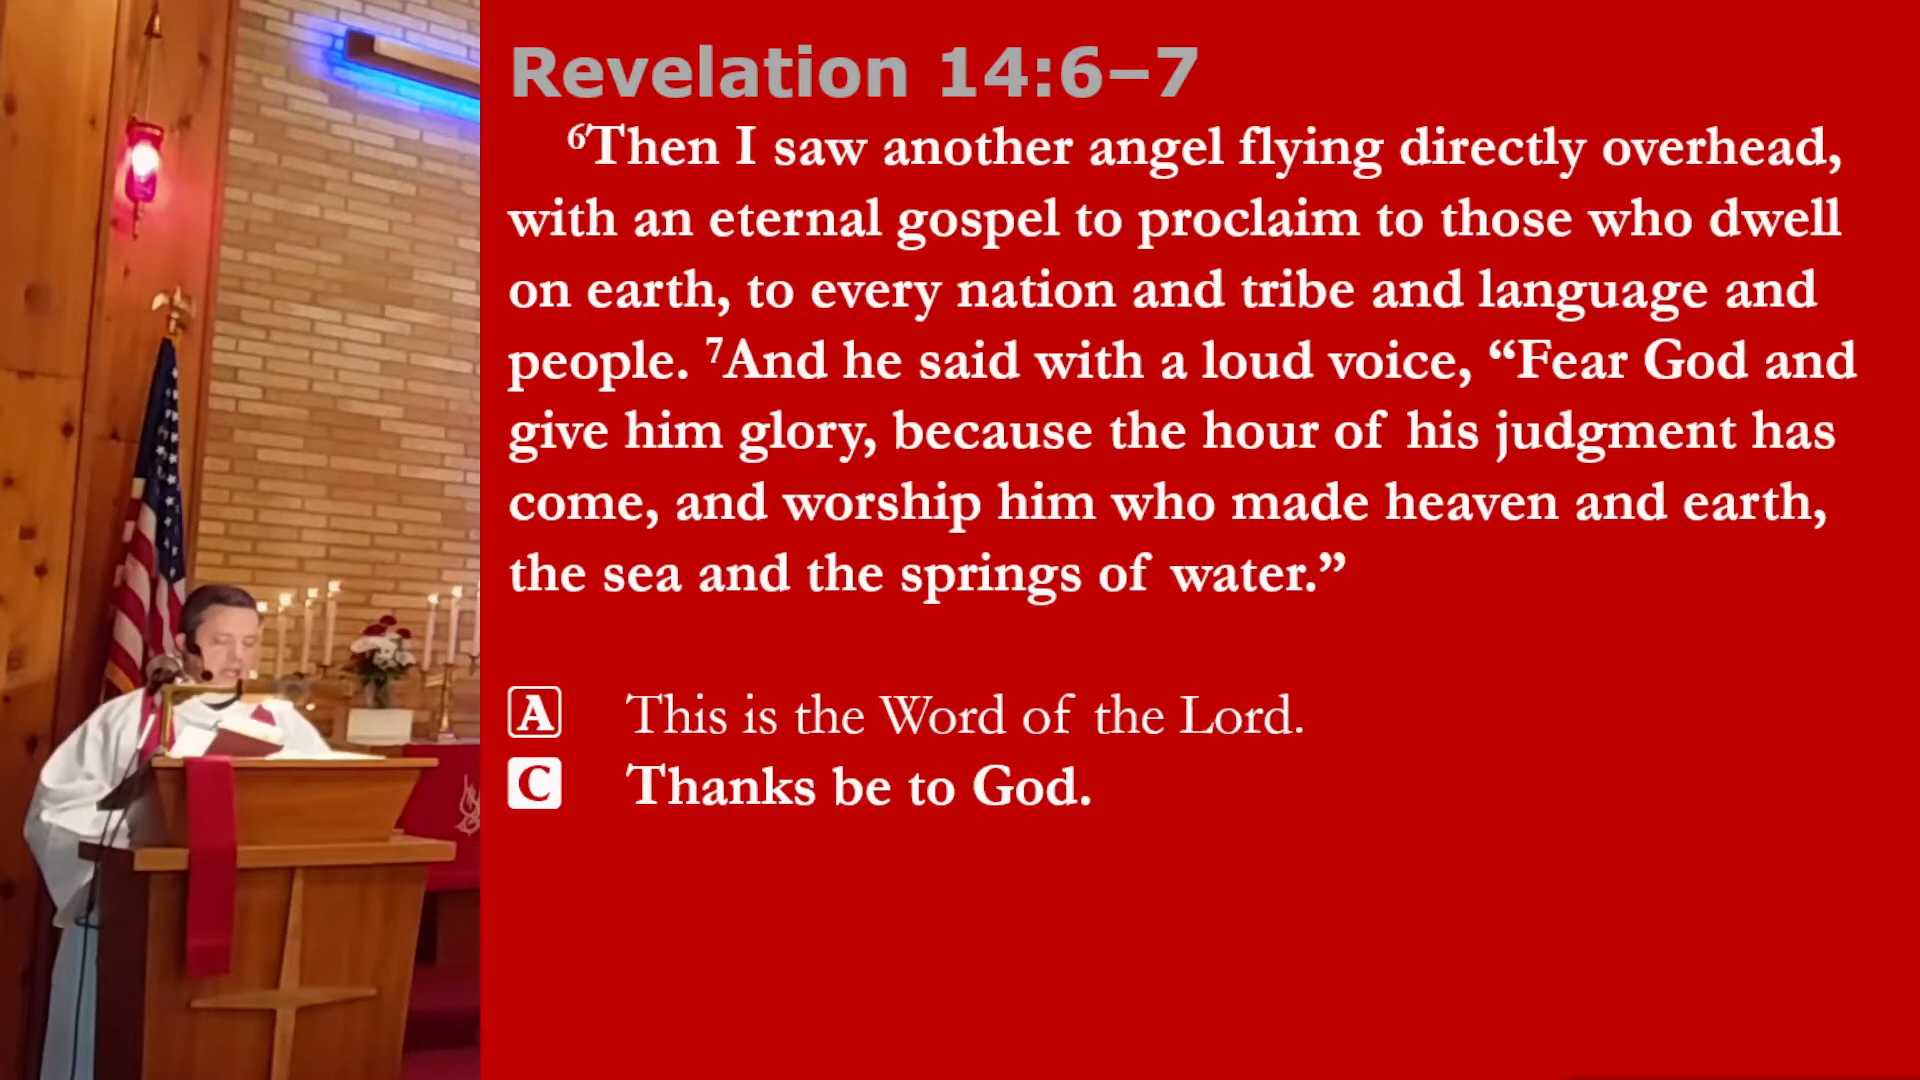 Revelation 14:6–7
⁶Then I saw another angel flying directly overhead,
with an eternal gospel to proclaim to those who dwell
on earth, to every nation and tribe and language and
people. ⁷And he said with a loud voice, “Fear God and
give him glory, because the hour of his judgment has
come, and worship him who made heaven and earth,
the sea and the springs of water.”
A This is the Word of the Lord.
C Thanks be to God.